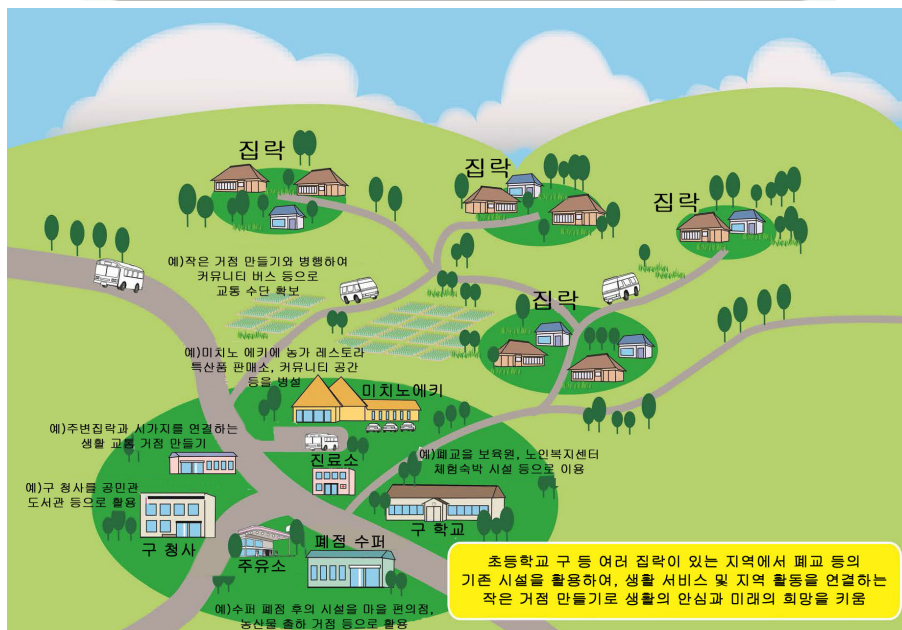 집락
집락
집락
예)작은 거점 만들기와 병행하여
커뮤니티 버스 등으로
교통 수단 확보
집락
예)미치노 에키에 농가 레스토라
특산품 판매소, 커뮤니티 공간
등을 병설
미치노에키
예)주변집락과 시가지를 연결하는
생활 교통 거점 만들기
진료소
예)폐교을 보육원, 노인복지센터
체험숙박 시설 등으로 이용
예)구 청사를 공민관
도서관 등으로 활용
구 학교
구 청사
주유소
폐점 수퍼
초등학교 구 등 여러 집락이 있는 지역에서 폐교 등의
기존 시설을 활용하여, 생활 서비스 및 지역 활동을 연결하는
작은 거점 만들기로 생활의 안심과 미래의 희망을 키움
예)수퍼 폐점 후의 시설을 마을 편의점,
농산물 출하 거점 등으로 활용